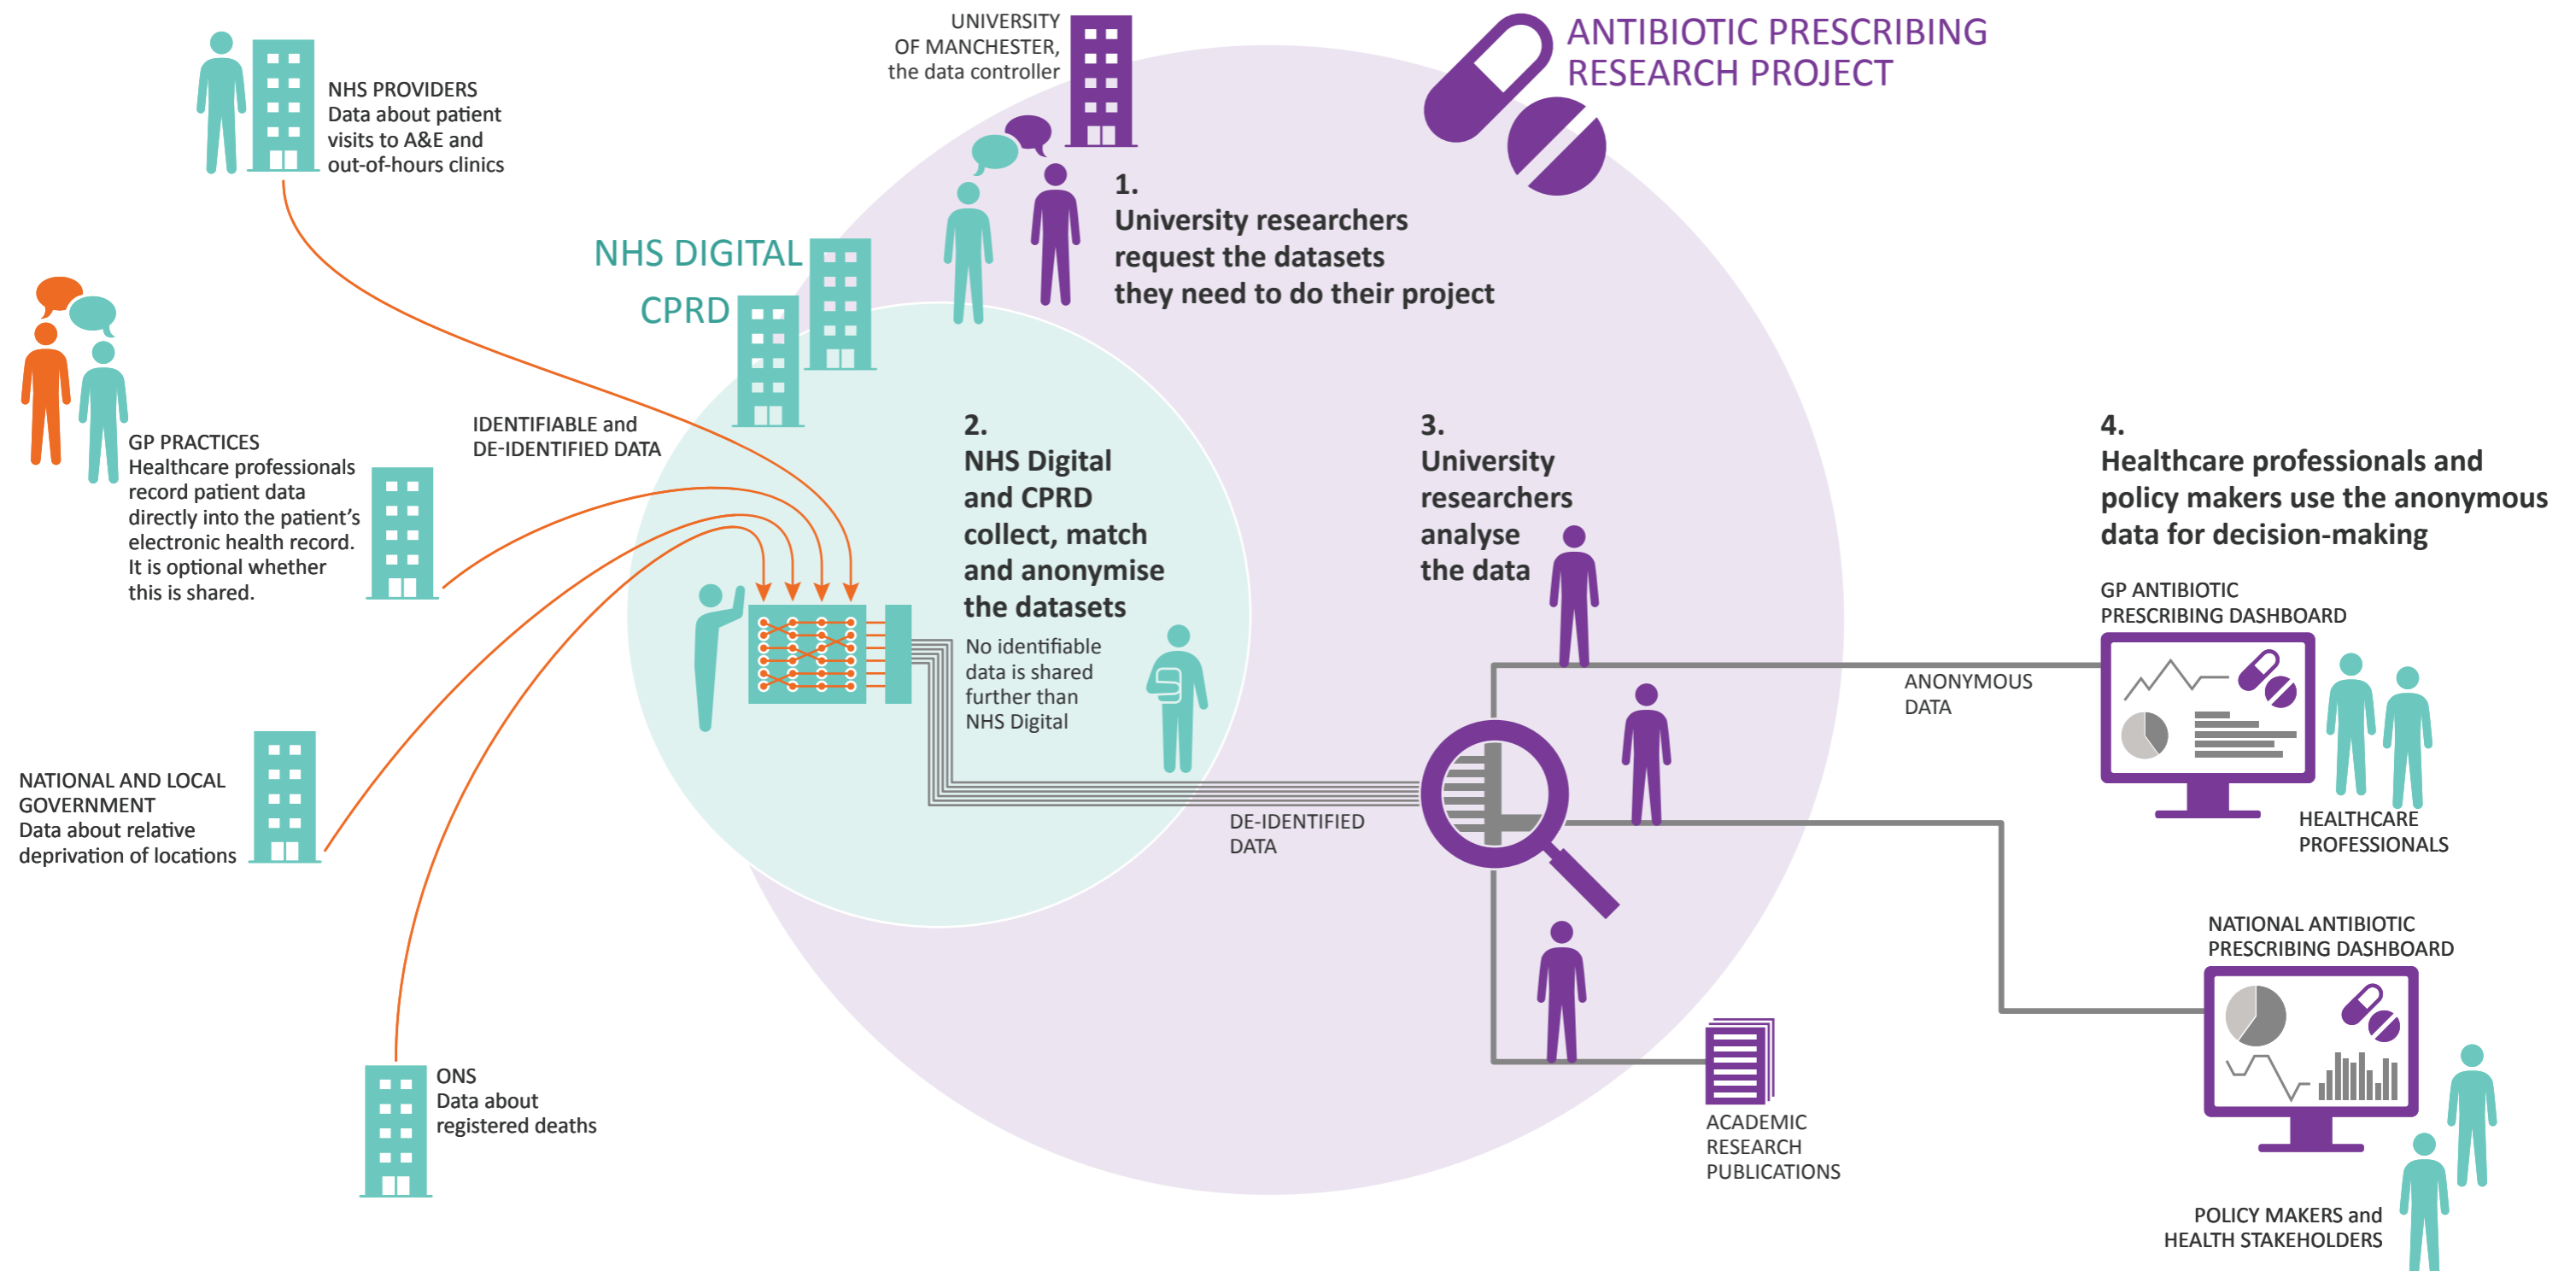 UNIVERSITY
OF MANCHESTER,
the data controller
ANTIBIOTIC PRESCRIBING
RESEARCH PROJECT
NHS PROVIDERS
Data about patient
visits to A&E and
out-of-hours clinics
1.
University researchers
request the datasets
they need to do their project
NHS DIGITAL
CPRD
IDENTIFIABLE and
DE-IDENTIFIED DATA
GP PRACTICES
Healthcare professionals
record patient data
directly into the patient's
electronic health record.
It is optional whether
this is shared.
2.
NHS Digital
and CPRD
collect, match
and anonymise
the datasets
No identifiable
data is shared
further than
NHS Digital
3.
University
researchers
analyse
the data
4.
Healthcare professionals and
policy makers use the anonymous
data for decision-making
GP ANTIBIOTIC
PRESCRIBING DASHBOARD
ANONYMOUS
DATA
HEALTHCARE
PROFESSIONALS
NATIONAL AND LOCAL
GOVERNMENT
Data about relative
deprivation of locations
DE-IDENTIFIED
DATA
NATIONAL ANTIBIOTIC
PRESCRIBING DASHBOARD
ONS
Data about
registered deaths
ACADEMIC
RESEARCH
PUBLICATIONS
POLICY MAKERS and
HEALTH STAKEHOLDERS